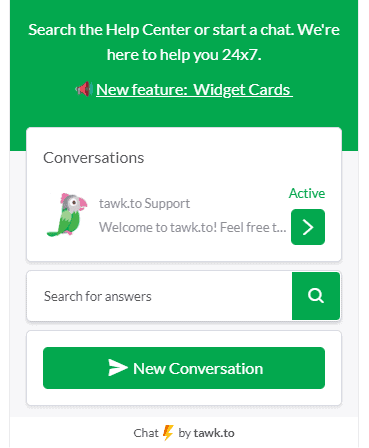 Search the Help Center or start a chat. We're
here to help you 24x7.
New feature: Widget Cards
Conversations
Active
tawk.to Support
Welcome to tawk.to! Feel free t...
Search for answers
New Conversation
Chat by tawk.to